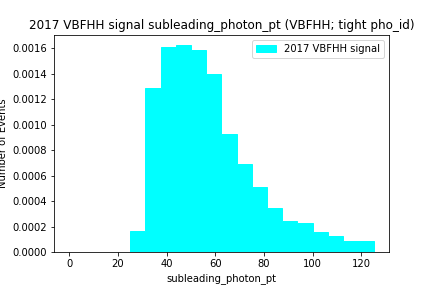 2017 VBFHH signal subleading_photon_pt (VBFHH; tight pho_id)
2017 VBFHH signal
0.0016
0.0014
0.0012
0.0010
0.0008
0.0006
0.0004
0.0002
0.0000
Number of Events
0 20 40 60 80 100 120
subleading_photon_pt